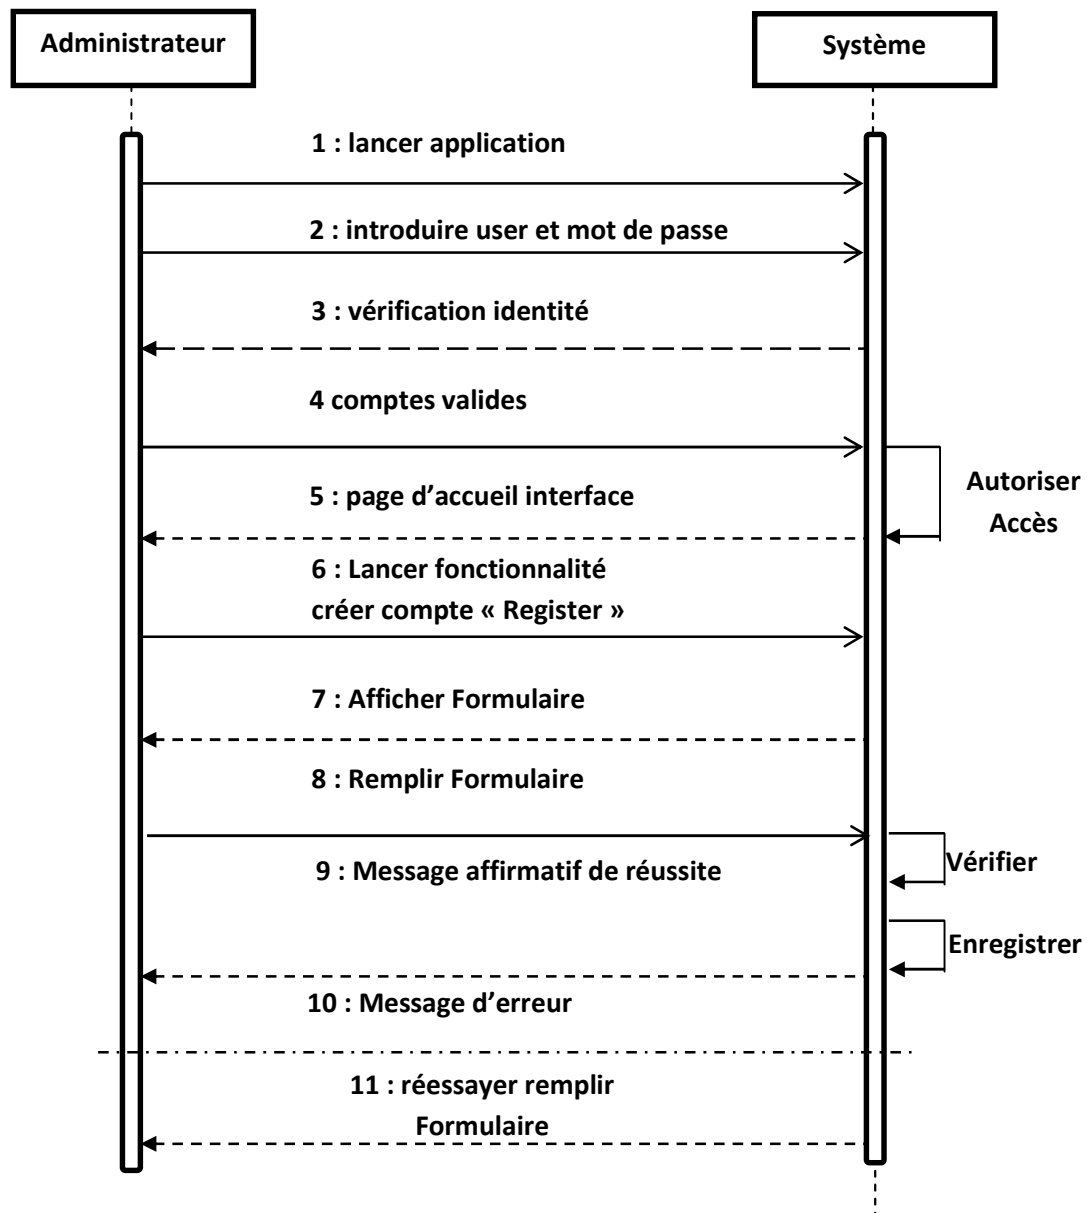 Administrateur
Système
1 : lancer application
2 : introduire user et mot de passe
3 : vérification identité
4 comptes valides
5 : page d’accueil interface
Autoriser
Accès
6 : Lancer fonctionnalité
créer compte « Register »
7 : Afficher Formulaire
8 : Remplir Formulaire
9 : Message affirmatif de réussite
Vérifier
Enregistrer
10 : Message d’erreur
11 : réessayer remplir
Formulaire